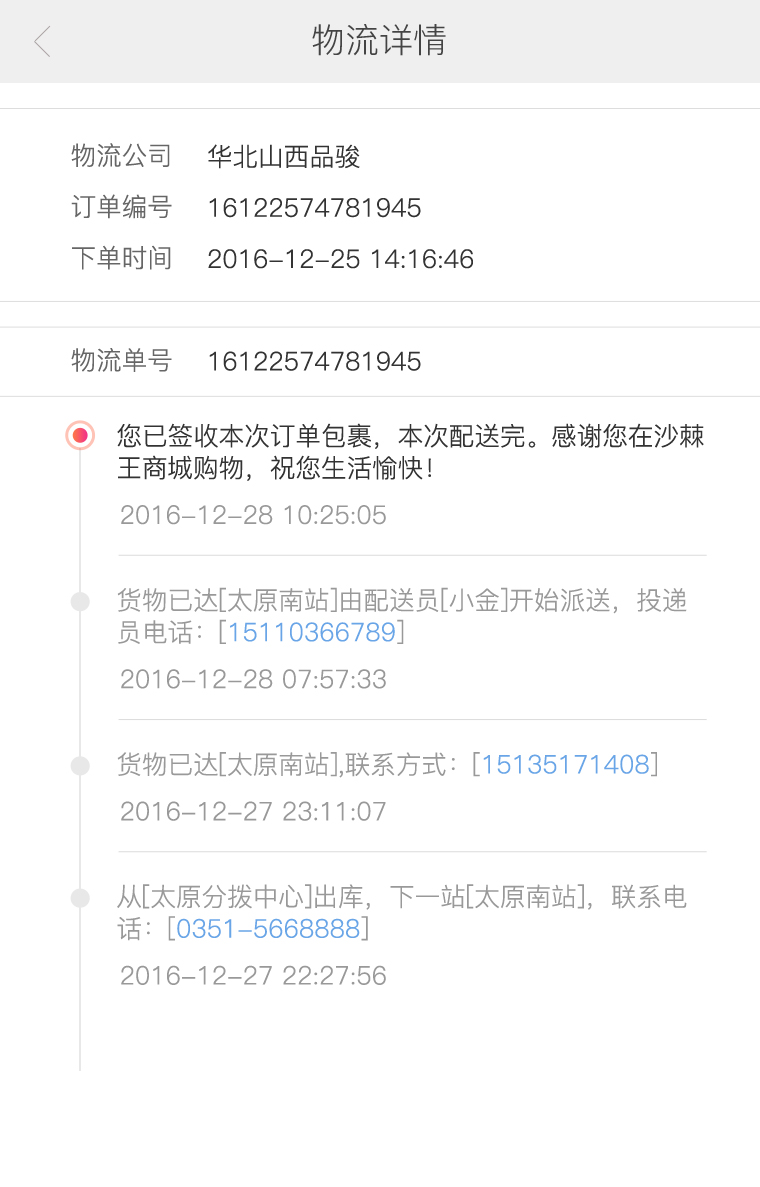 物流详情
物流公司 华北山西品骏
订单编号 16122574781945
下单时间 2016-12-25 14:16:46
物流单号 16122574781945
您已签收本次订单包裹，本次配送完。感谢您在沙棘
王商城购物，祝您生活愉快！
2016-12-28 10:25:05
货物已达[太原南站]由配送员[小金]开始派送，投递
员电话：[15110366789]
2016-12-28 07:57:33
货物已达[太原南站],联系方式：[15135171408]
2016-12-27 23:11:07
从[太原分拨中心]出库，下一站[太原南站]，联系电
话：[0351-5668888]
2016-12-27 22:27:56